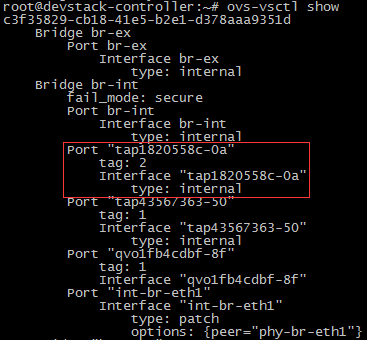 root@devstack-controller:~# ovs-vsctl show
c3f35829-cb18-41e5-b2e1-d378aaa9351d
Bridge br-ex
Port br-ex
Interface br-ex
type: internal
Bridge br-int
fail_mode: secure
Port br-int
Interface br-int
type: internal
Port "tap1820558c-0a"
tag: 2
Interface "tap1820558c-0a"
type: internal
Port "tap43567363-50"
tag: 1
Interface "tap43567363-50"
type: internal
Port "qvo1fb4cdbf-8f"
tag: 1
Interface "qvo1fb4cdbf-8f"
Port "int-br-eth1"
Interface "int-br-eth1"
type: patch
options: {peer="phy-br-eth1"}